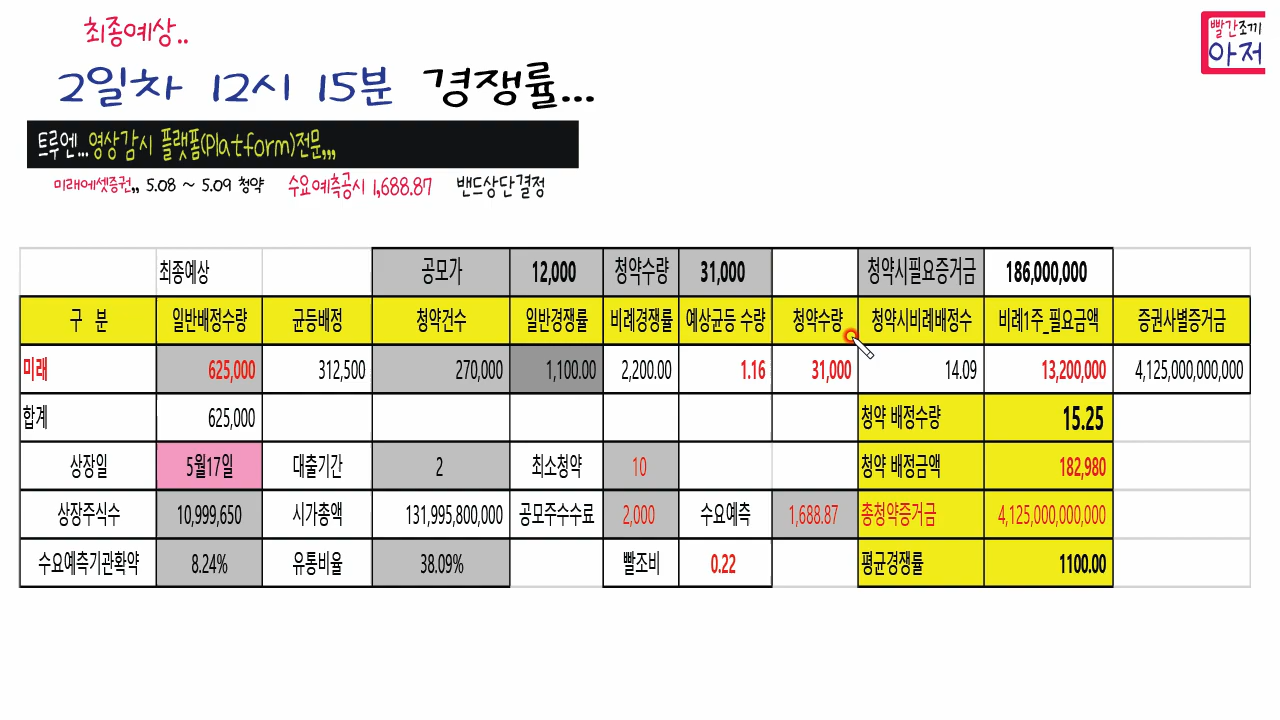 최종예상..
빨간조끼
아저
2일차 12시 15분 경쟁률...
트루엔...영상감시 플랫폼(Platform)전문,,,
미래에셋증권,, 5.08 ~ 5.09 청약 수요예측공시 1,688.87 밴드상단결정
최종예상 공모가 12,000 청약수량 31,000 청약시필요증거금 186,000,000
구 분 일반배정수량 균등배정 청약건수 일반경쟁률 비례경쟁률 예상균등 수량 청약수량 청약시비례배정수 비례1주_필요금액 증권사별증거금
미래 625,000 312,500 270,000 1,100.00 2,200.00 1.16 31,000 14.09 13,200,000 4,125,000,000,000
합계 625,000 청약 배정수량 15.25
상장일 5월17일 대출기간 2 최소청약 10 청약 배정금액 182,980
상장주식수 10,999,650 시가총액 131,995,800,000 공모주수수료 2,000 수요예측 1,688.87 총청약증거금 4,125,000,000,000
수요예측기관확약 8.24% 유통비율 38.09% 빨조비 0.22 평균경쟁률 1100.00